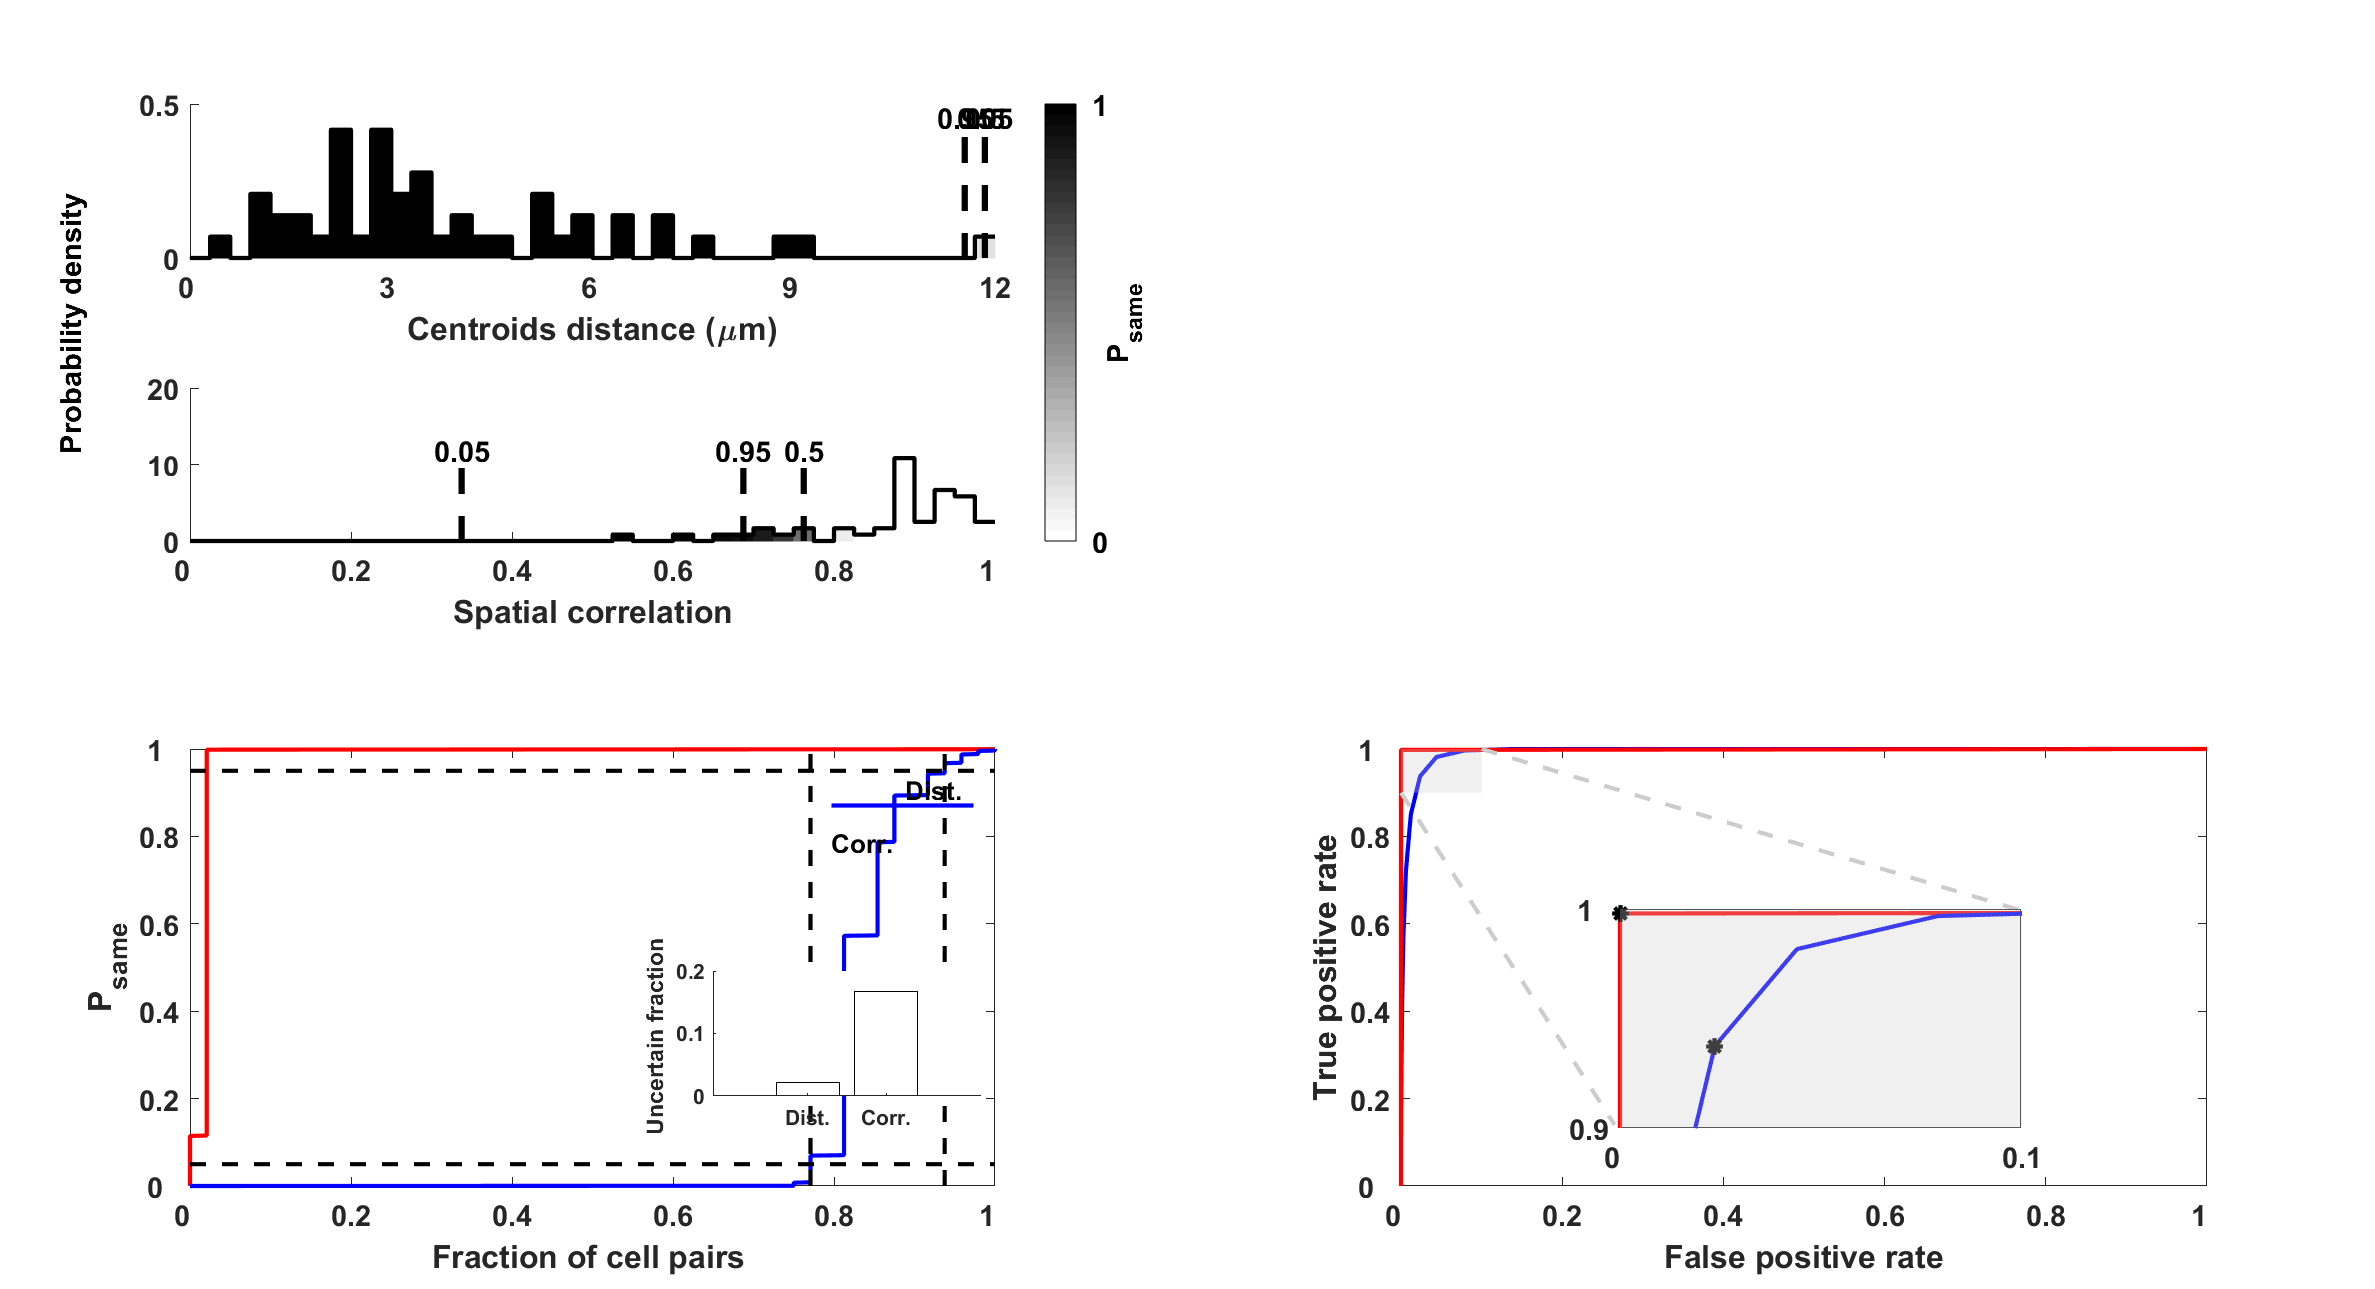 Probability density
0.5
0
0 3 6 9 12
Centroids distance (μm)
1
0
P same
20
10
0
0.05 0.95 0.5
0 0.2 0.4 0.6 0.8 1
Spatial correlation
P same
1
0.8
0.6
0.4
0.2
0
Dist.
Corr.
Uncertain fraction
0.2
0.1
0
Dist. Corr.
0 0.2 0.4 0.6 0.8 1
Fraction of cell pairs
True positive rate
1
0.8
0.6
0.4
0.2
0
1
0.9
0 0.1
0 0.2 0.4 0.6 0.8 1
False positive rate